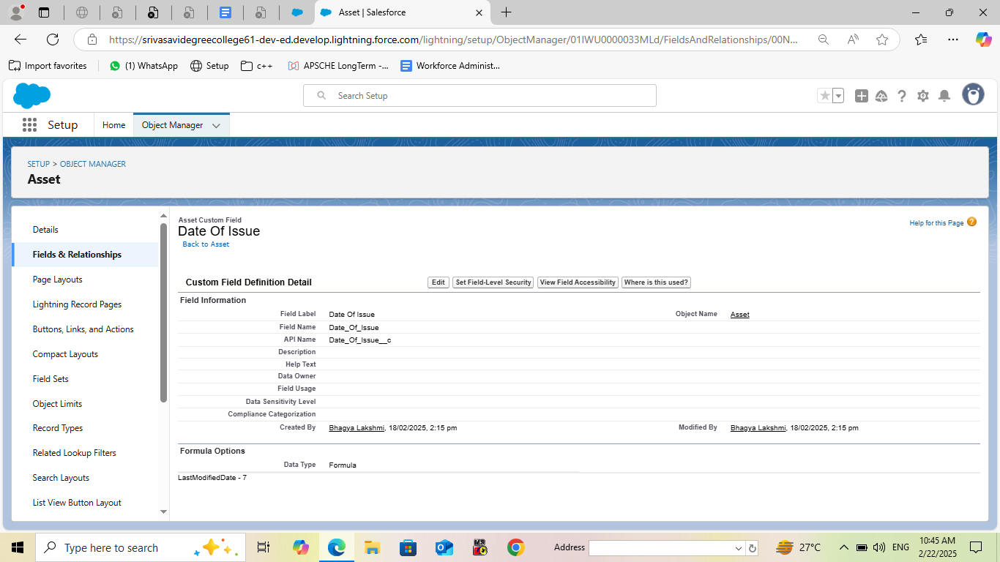 Asset | Salesforce
https://srivasavidegreecollege61-dev-ed.develop.lightning.force.com/lightning/setup/ObjectManager/01IWU0000033MLd/FieldsAndRelationships/00N...
Import favorites
(1) WhatsApp
Setup
c++
APSCHE LongTerm -...
Workforce Administ...
Search Setup
Setup
Home
Object Manager
SETUP > OBJECT MANAGER
Asset
Details
Fields & Relationships
Page Layouts
Lightning Record Pages
Buttons, Links, and Actions
Compact Layouts
Field Sets
Object Limits
Record Types
Related Lookup Filters
Search Layouts
List View Button Layout
Asset Custom Field
Date Of Issue
Back to Asset
Help for this Page
Custom Field Definition Detail
Edit
Set Field-Level Security
View Field Accessibility
Where is this used?
Field Information
Field Label Date Of Issue Object Name Asset
Field Name Date_Of_Issue
API Name Date_Of_Issue__c
Description
Help Text
Data Owner
Field Usage
Data Sensitivity Level
Compliance Categorization
Created By Bhagya Lakshmi, 18/02/2025, 2:15 pm Modified By Bhagya Lakshmi, 18/02/2025, 2:15 pm
Formula Options
Data Type Formula
LastModifiedDate - 7
Type here to search
Address
27°C
ENG
10:45 AM
2/22/2025